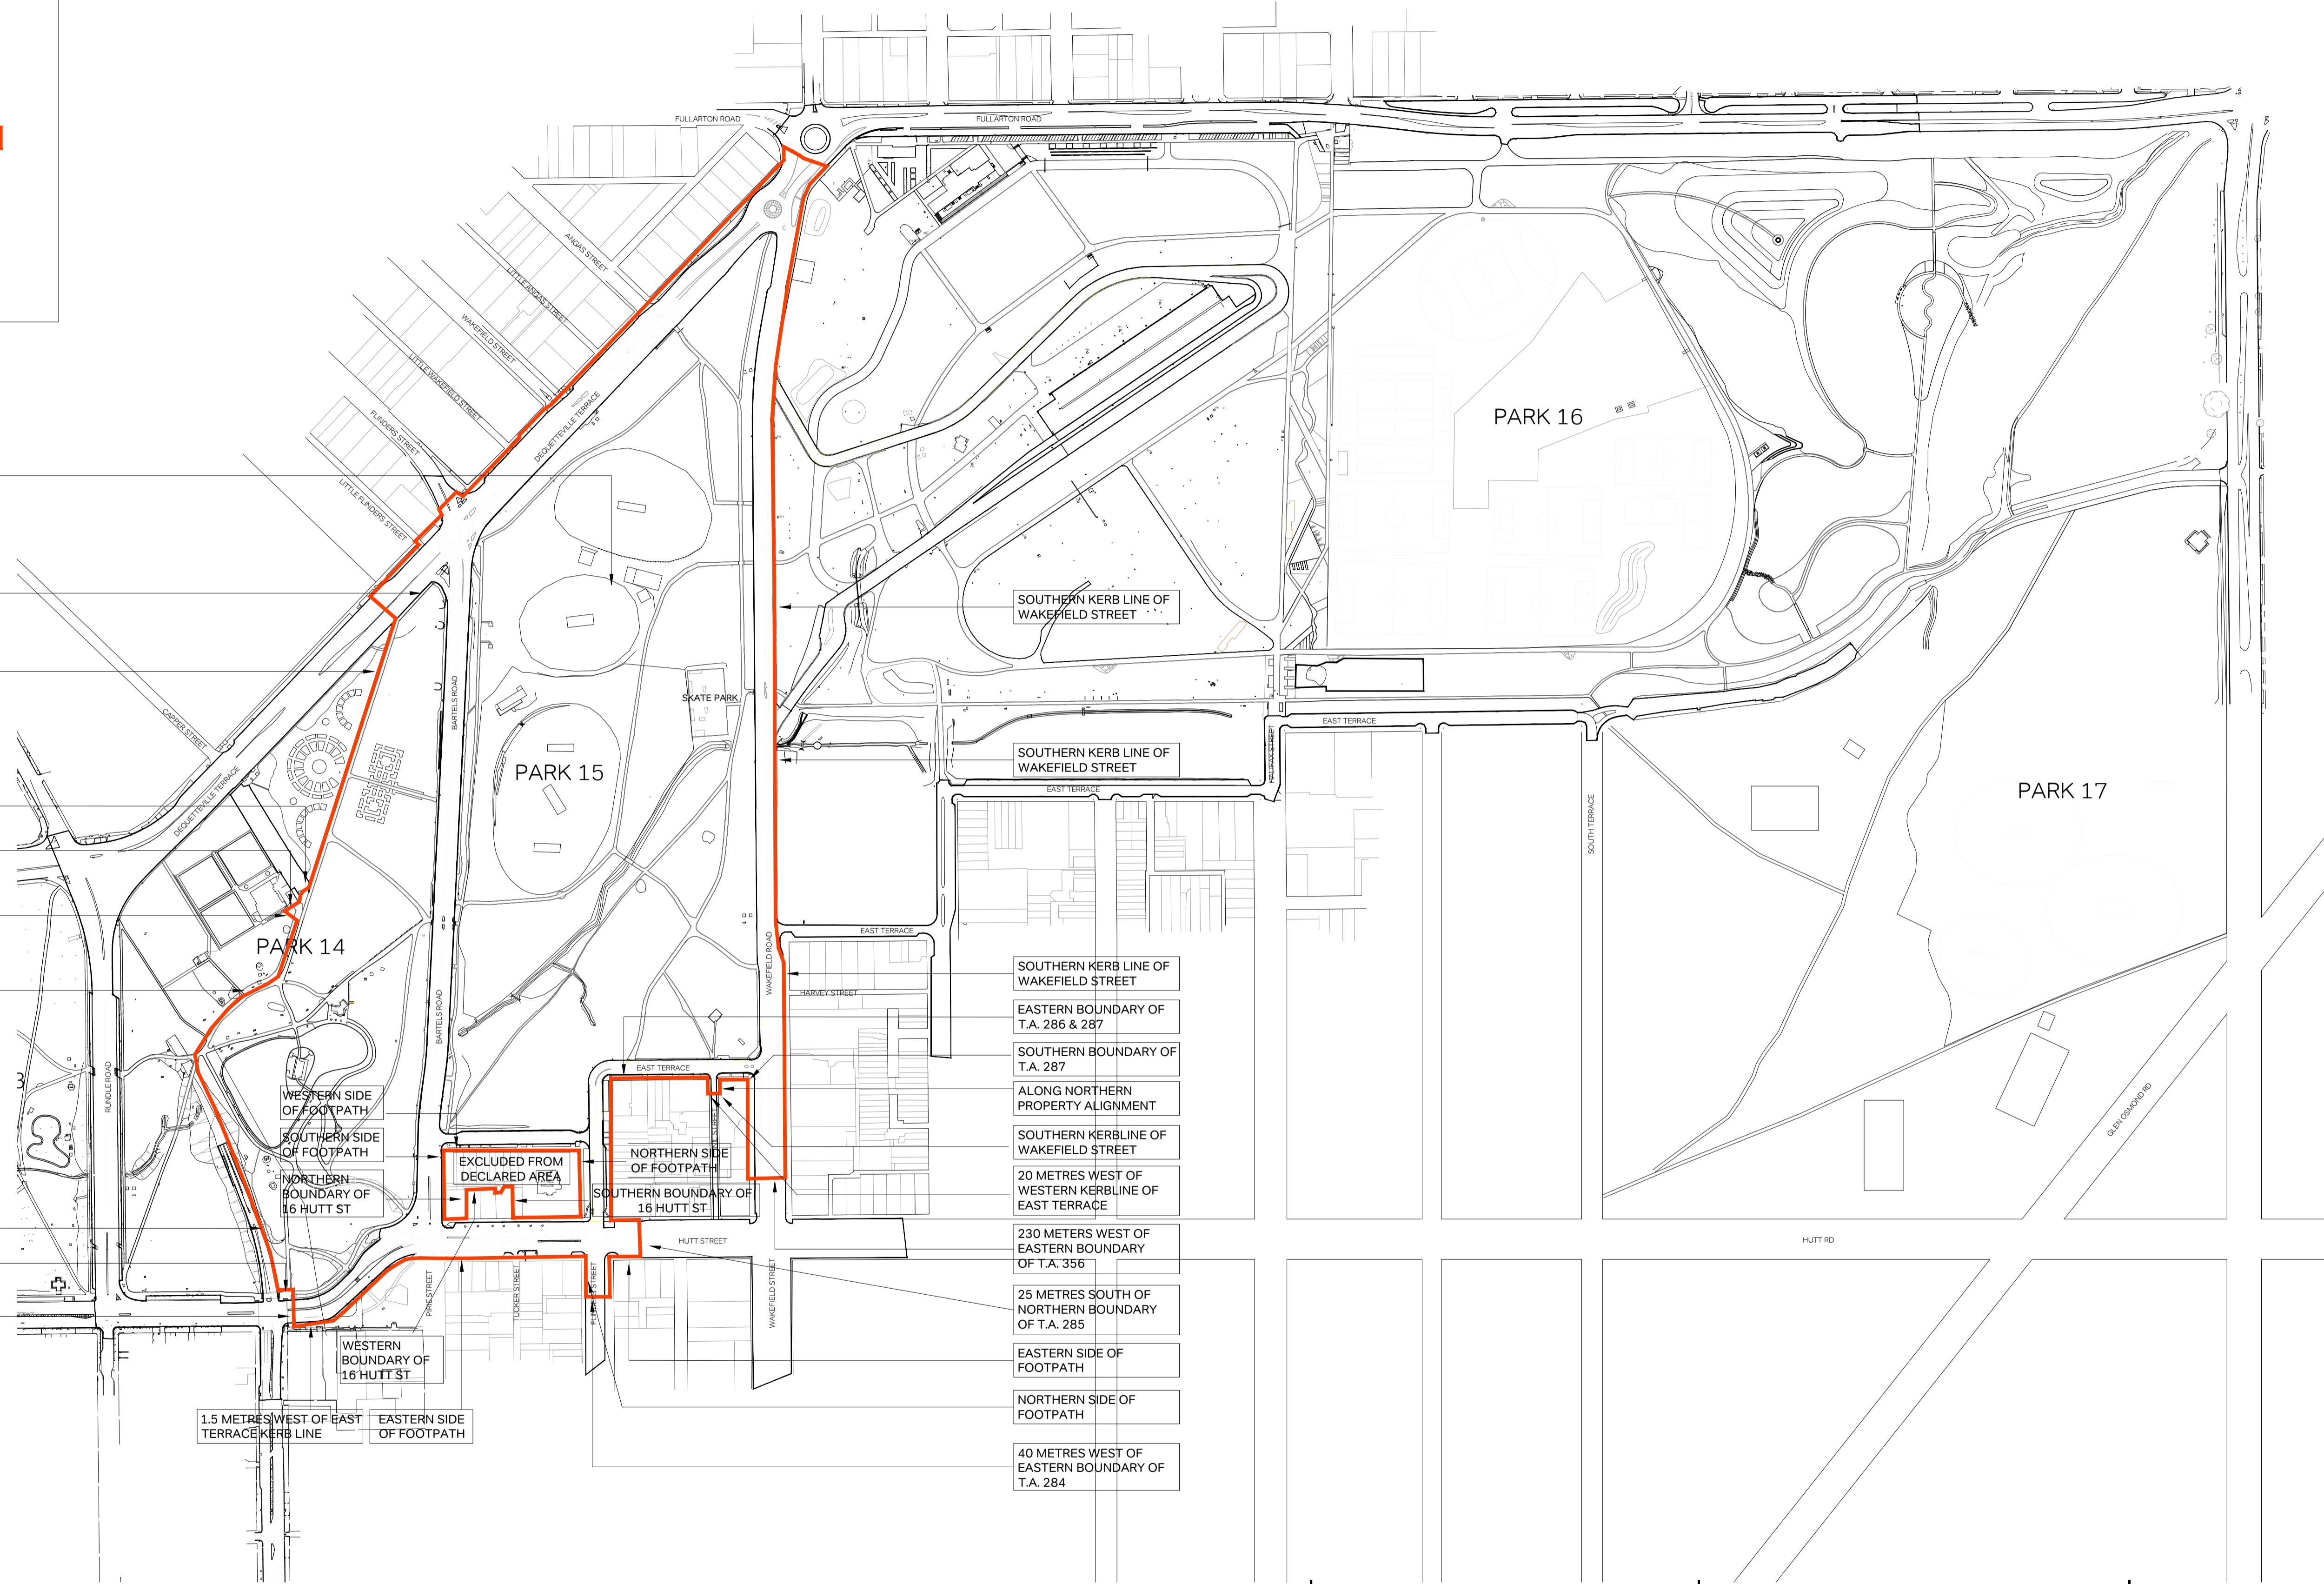 FULLARTON ROAD
FULLARTON ROAD
ANGAS STREET
LITTLE ANGAS STREET
WAKEFIELD STREET
LITTLE WAKEFIELD STREET
FLINDERS STREET
LITTLE FLINDERS STREET
DEQUETTEVILLE TERRACE
PARK 16
SOUTHERN KERB LINE OF
WAKEFIELD STREET
CAPPER STREET
DEQUETTEVILLE TERRACE
BARTELS ROAD
SKATE PARK
PARK 15
SOUTHERN KERB LINE OF
WAKEFIELD STREET
EAST TERRACE
HALIFAX STREET
EAST TERRACE
SOUTH TERRACE
PARK 17
PARK 14
EAST TERRACE
WAKEFIELD ROAD
HARVEY STREET
SOUTHERN KERB LINE OF
WAKEFIELD STREET
BARTELS ROAD
EASTERN BOUNDARY OF
T.A. 286 & 287
RUNDLE ROAD
3
EAST TERRACE
SOUTHERN BOUNDARY OF
T.A. 287
WESTERN SIDE
OF FOOTPATH
ALONG NORTHERN
PROPERTY ALIGNMENT
SOUTHERN SIDE
OF FOOTPATH
SOUTHERN KERBLINE OF
WAKEFIELD STREET
EXCLUDED FROM
DECLARED AREA
NORTHERN SIDE
OF FOOTPATH
NORTHERN
BOUNDARY OF
16 HUTT ST
SOUTHERN BOUNDARY OF
16 HUTT ST
20 METRES WEST OF
WESTERN KERBLINE OF
EAST TERRACE
GLEN OSMOND RD
HUTT STREET
HUTT RD
230 METERS WEST OF
EASTERN BOUNDARY
OF T.A. 356
PIRIE STREET
TUCKER STREET
FLINDERS STREET
WAKEFIELD STREET
25 METRES SOUTH OF
NORTHERN BOUNDARY
OF T.A. 285
WESTERN
BOUNDARY OF
16 HUTT ST
EASTERN SIDE OF
FOOTPATH
NORTHERN SIDE OF
FOOTPATH
1.5 METRES WEST OF EAST
TERRACE KERB LINE
EASTERN SIDE
OF FOOTPATH
40 METRES WEST OF
EASTERN BOUNDARY OF
T.A. 284